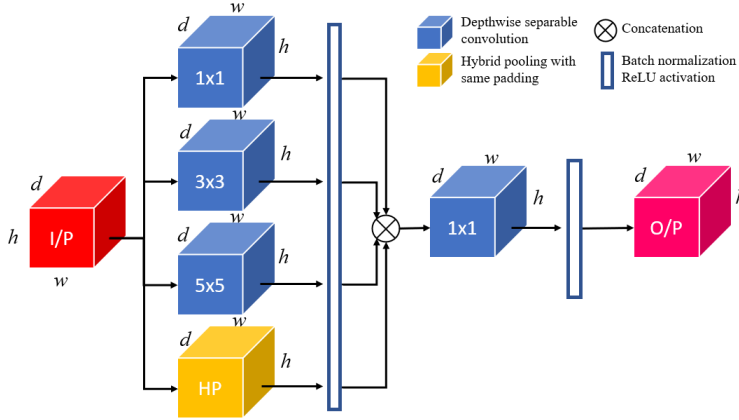 d
w
h
1x1
Depthwise separable
convolution
Concatenation
Hybrid pooling with
same padding
Batch normalization
ReLU activation
d
w
h
3x3
d
h
w
I/P
d
w
h
5x5
d
w
h
HP
d
w
h
1x1
d
w
h
O/P